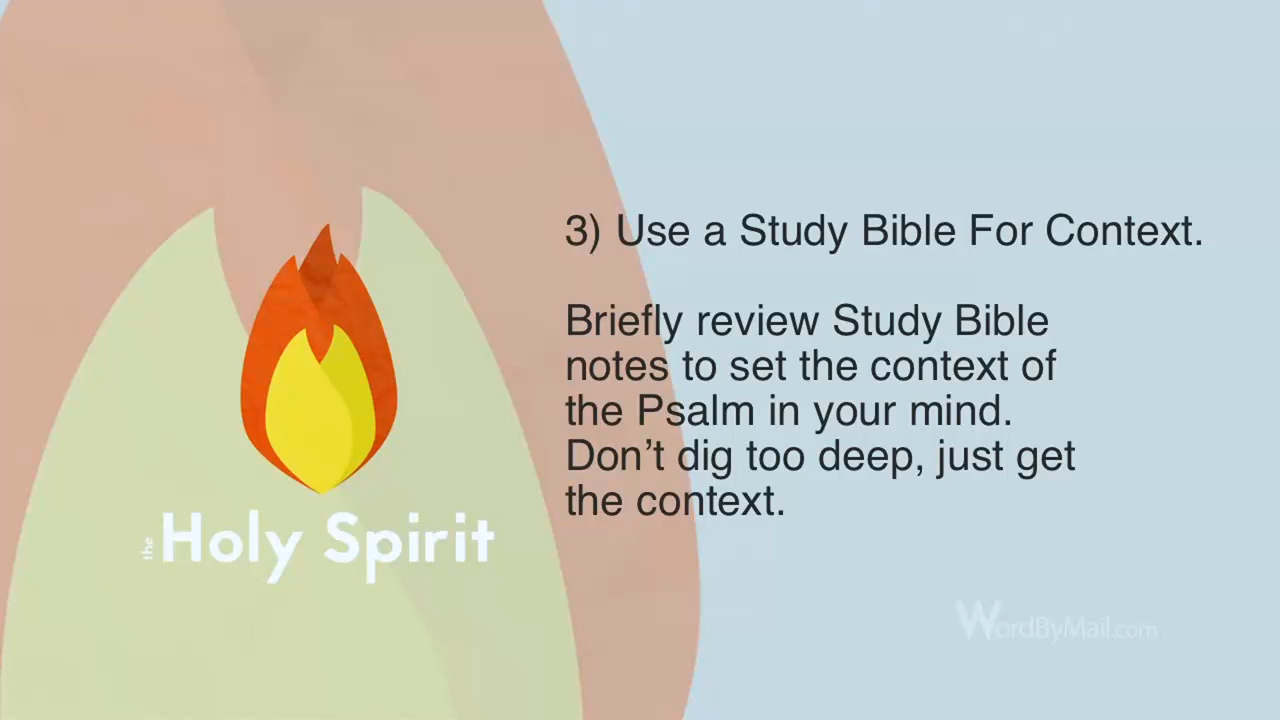 3) Use a Study Bible For Context.
Briefly review Study Bible
notes to set the context of
the Psalm in your mind.
Don’t dig too deep, just get
the context.
the Holy Spirit
WordByMail.com